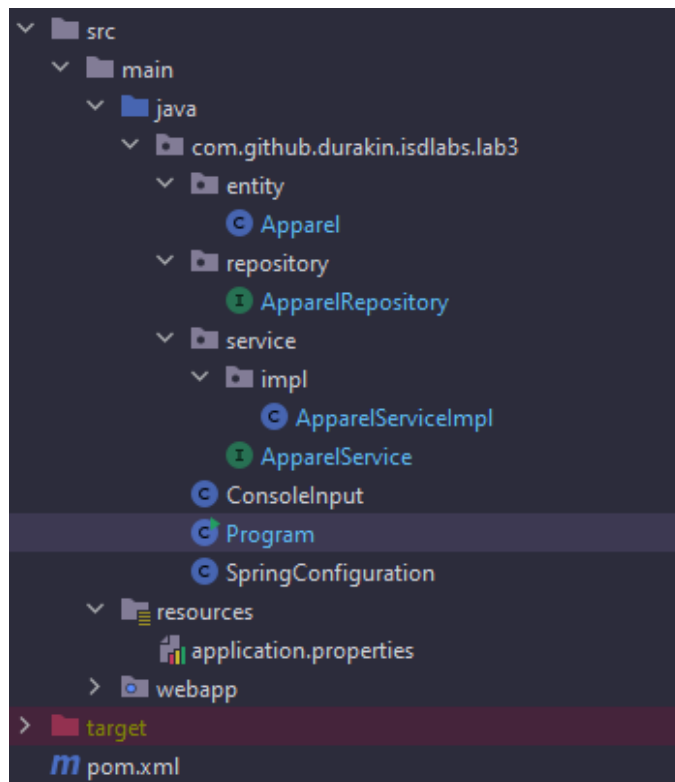 src
main
java
com.github.durakin.isdlabs.lab3
entity
C Apparel
repository
I ApparelRepository
service
impl
C ApparelServiceImpl
I ApparelService
C ConsoleInput
C Program
C SpringConfiguration
resources
application.properties
webapp
target
m pom.xml